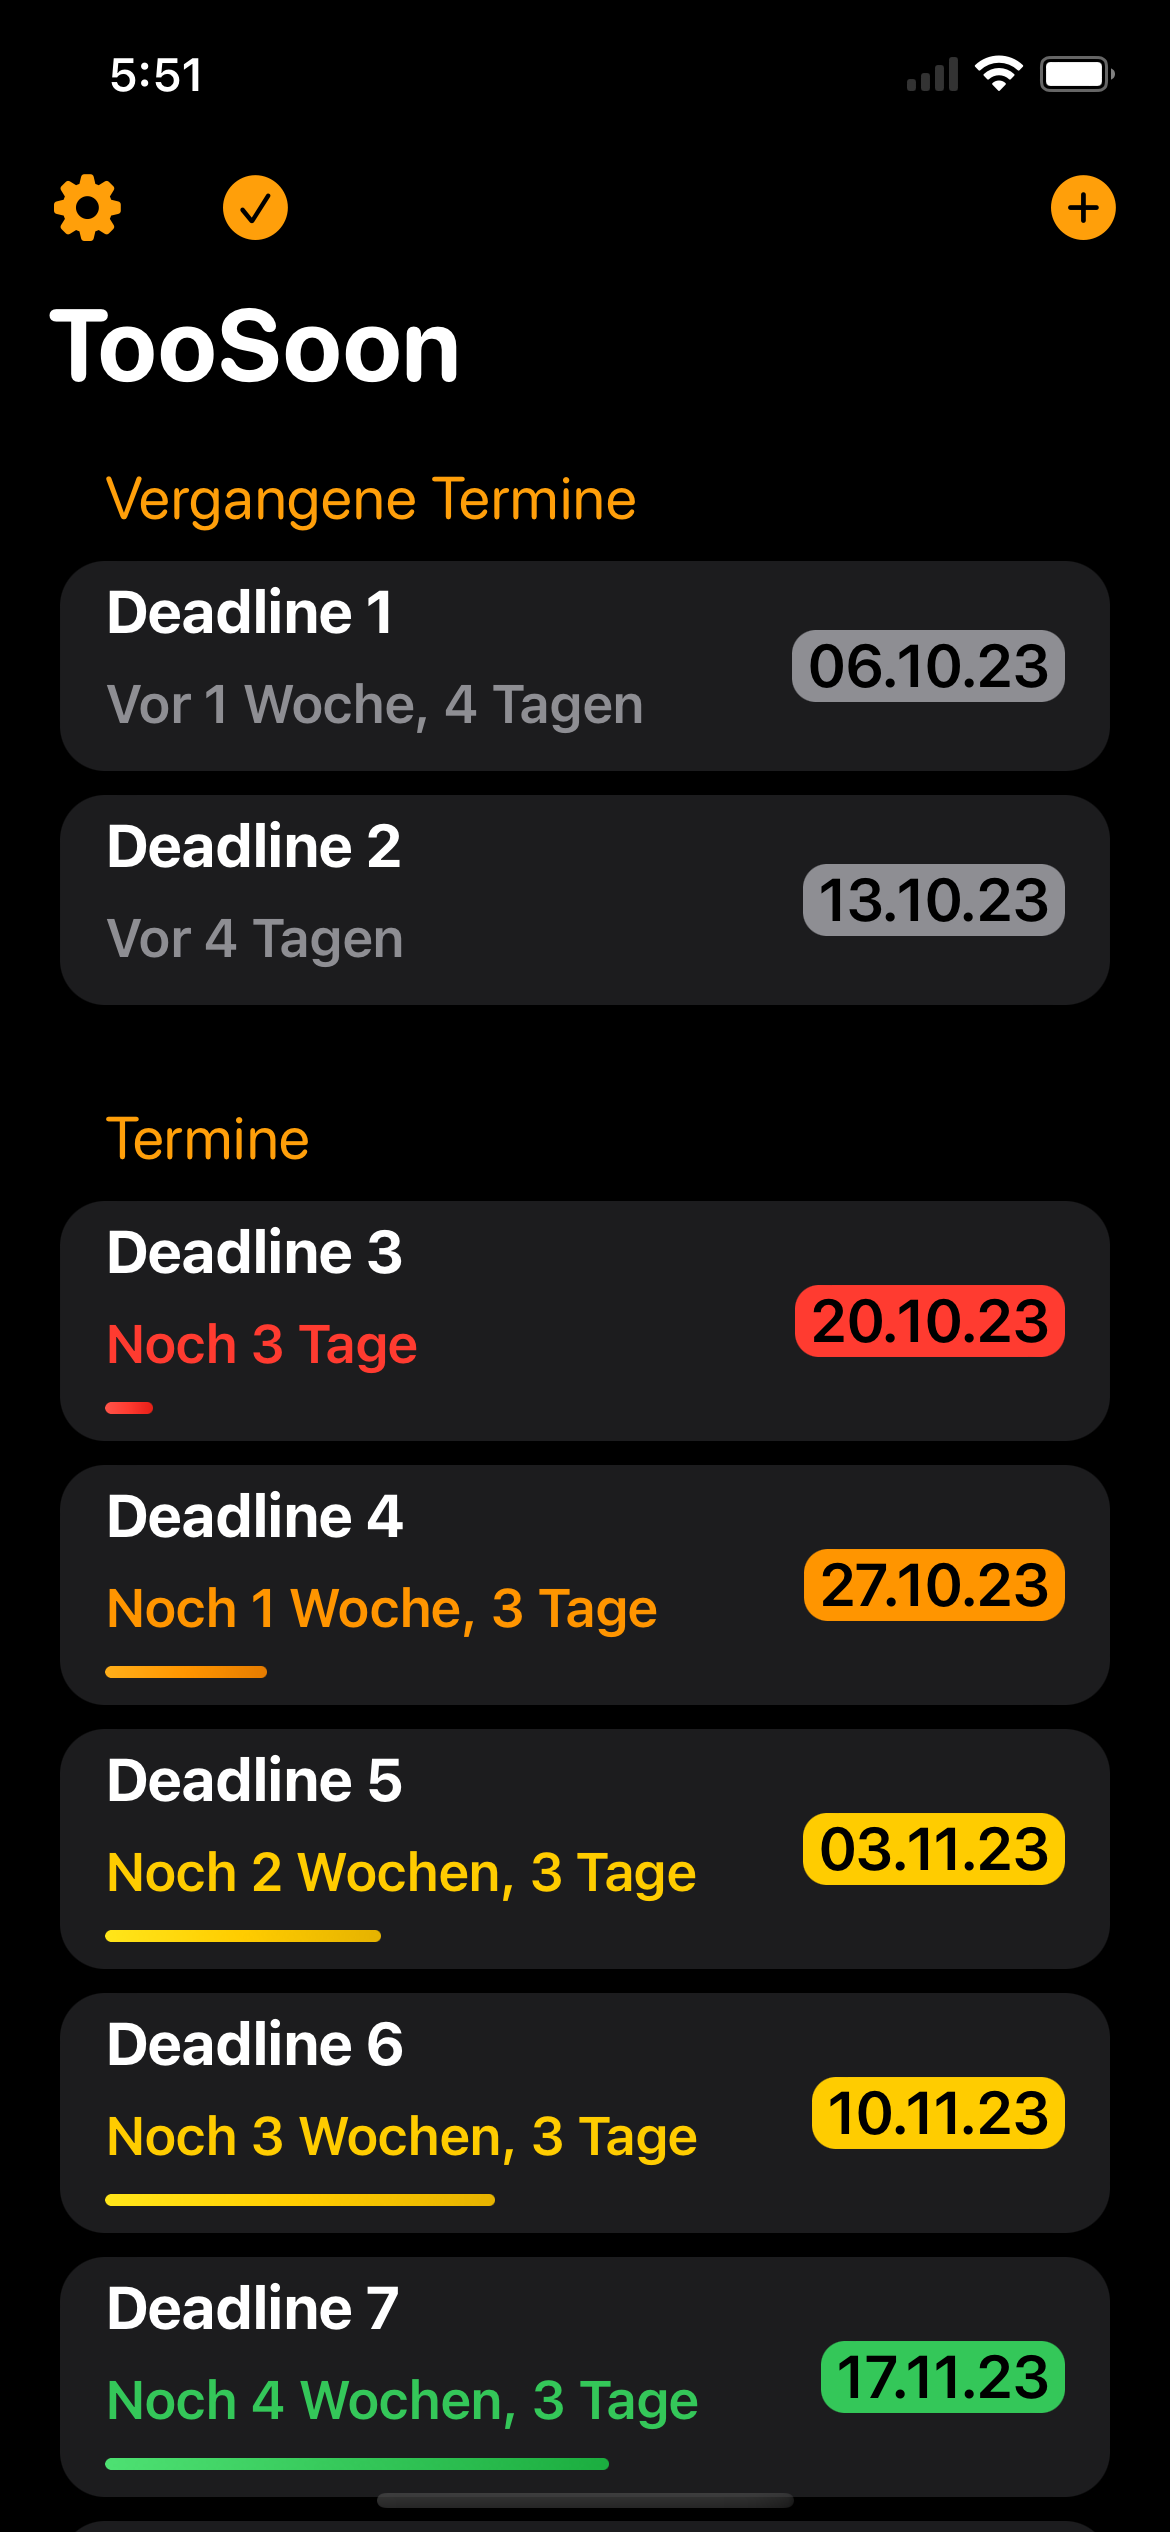 5:51
TooSoon
Vergangene Termine
Deadline 1
06.10.23
Vor 1 Woche, 4 Tagen
Deadline 2
13.10.23
Vor 4 Tagen
Termine
Deadline 3
20.10.23
Noch 3 Tage
Deadline 4
27.10.23
Noch 1 Woche, 3 Tage
Deadline 5
03.11.23
Noch 2 Wochen, 3 Tage
Deadline 6
10.11.23
Noch 3 Wochen, 3 Tage
Deadline 7
17.11.23
Noch 4 Wochen, 3 Tage